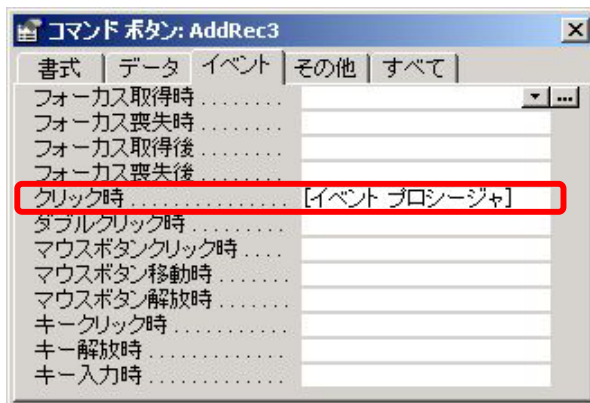 コマンド ボタン: AddRec3
書式 データ イベント その他 すべて
フォーカス取得時........
フォーカス喪失時........
フォーカス取得後........
フォーカス喪失後........
クリック時............... [イベント プロシージャ]
ダブルクリック時..........
マウスボタンクリック時....
マウスボタン移動時.......
マウスボタン解放時.......
キークリック時............
キー解放時..............
キー入力時..............